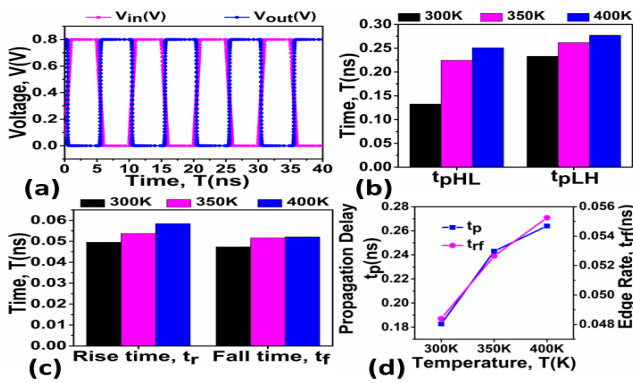 Vin(V) Vout(V)
Voltage, V(V)
0.8
0.6
0.4
0.2
0.0
0 5 10 15 20 25 30 35 40
Time, T(ns)
(a)
300K 350K 400K
Time, T(ns)
0.30
0.25
0.20
0.15
0.10
0.05
0.00
tpHL tpLH
(b)
300K 350K 400K
Time, T(ns)
0.06
0.05
0.04
0.03
0.02
0.01
0.00
Rise time, tr Fall time, tf
(c)
Propagation Delay
tp(ns)
0.28
0.26
0.24
0.22
0.20
0.18
tp
trf
0.056
0.054
0.052
0.050
0.048
Edge Rate, trf(ns)
300K 350K 400K
Temperature, T(K)
(d)